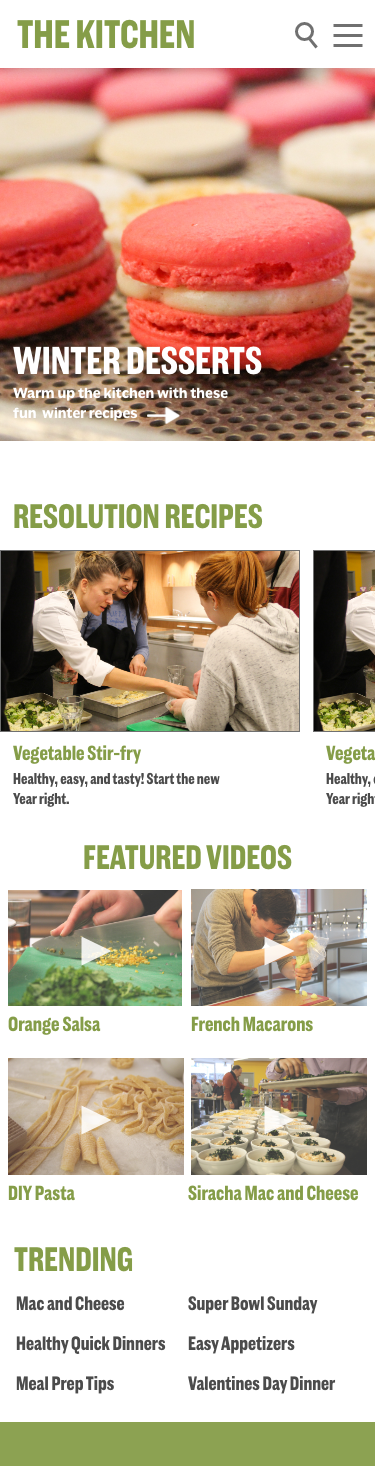 THE KITCHEN
WINTER DESSERTS
Warm up the kitchen with these
fun winter recipes
RESOLUTION RECIPES
Vegetable Stir-fry
Healthy, easy, and tasty! Start the new
Year right.
Vegeta
Healthy,
Year righ
FEATURED VIDEOS
Orange Salsa
French Macarons
DIY Pasta
Siracha Mac and Cheese
TRENDING
Mac and Cheese
Super Bowl Sunday
Healthy Quick Dinners
Easy Appetizers
Meal Prep Tips
Valentines Day Dinner